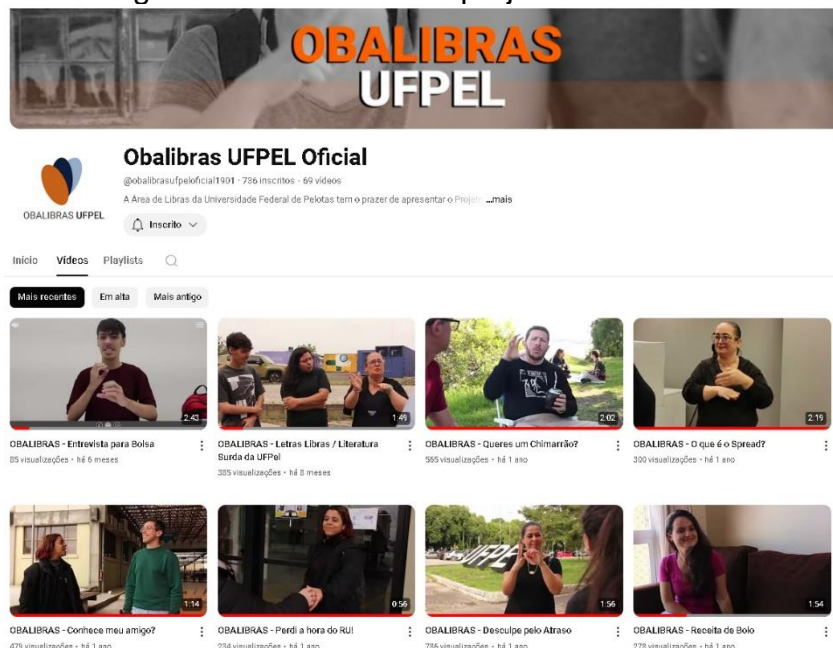 OBALIBRAS
UFPEL
Obalibras UFPEL Oficial
@obalibrasufpeloficial1901 · 736 inscritos · 69 vídeos
A Área de Libras da Universidade Federal de Pelotas tem o prazer de apresentar o Projeto ...mais
OBALIBRAS UFPEL
Inscrito
Início Vídeos Playlists
Mais recentes Em alta Mais antigo
2:43 1:49 2:02 2:19
OBALIBRAS - Entrevista para Bolsa
85 visualizações • há 6 meses
OBALIBRAS - Letras Libras / Literatura
Surda da UFPel
385 visualizações • há 8 meses
OBALIBRAS - Queres um Chimarrão?
565 visualizações • há 1 ano
OBALIBRAS - O que é o Spread?
300 visualizações • há 1 ano
UFPE
1:14 0:56 1:56 1:54
OBALIBRAS - Conhece meu amigo?
479 visualizações • há 1 ano
OBALIBRAS - Perdi a hora do RU!
234 visualizações • há 1 ano
OBALIBRAS - Desculpe pelo Atraso
786 visualizações • há 1 ano
OBALIBRAS - Receita de Bolo
278 visualizações • há 1 ano